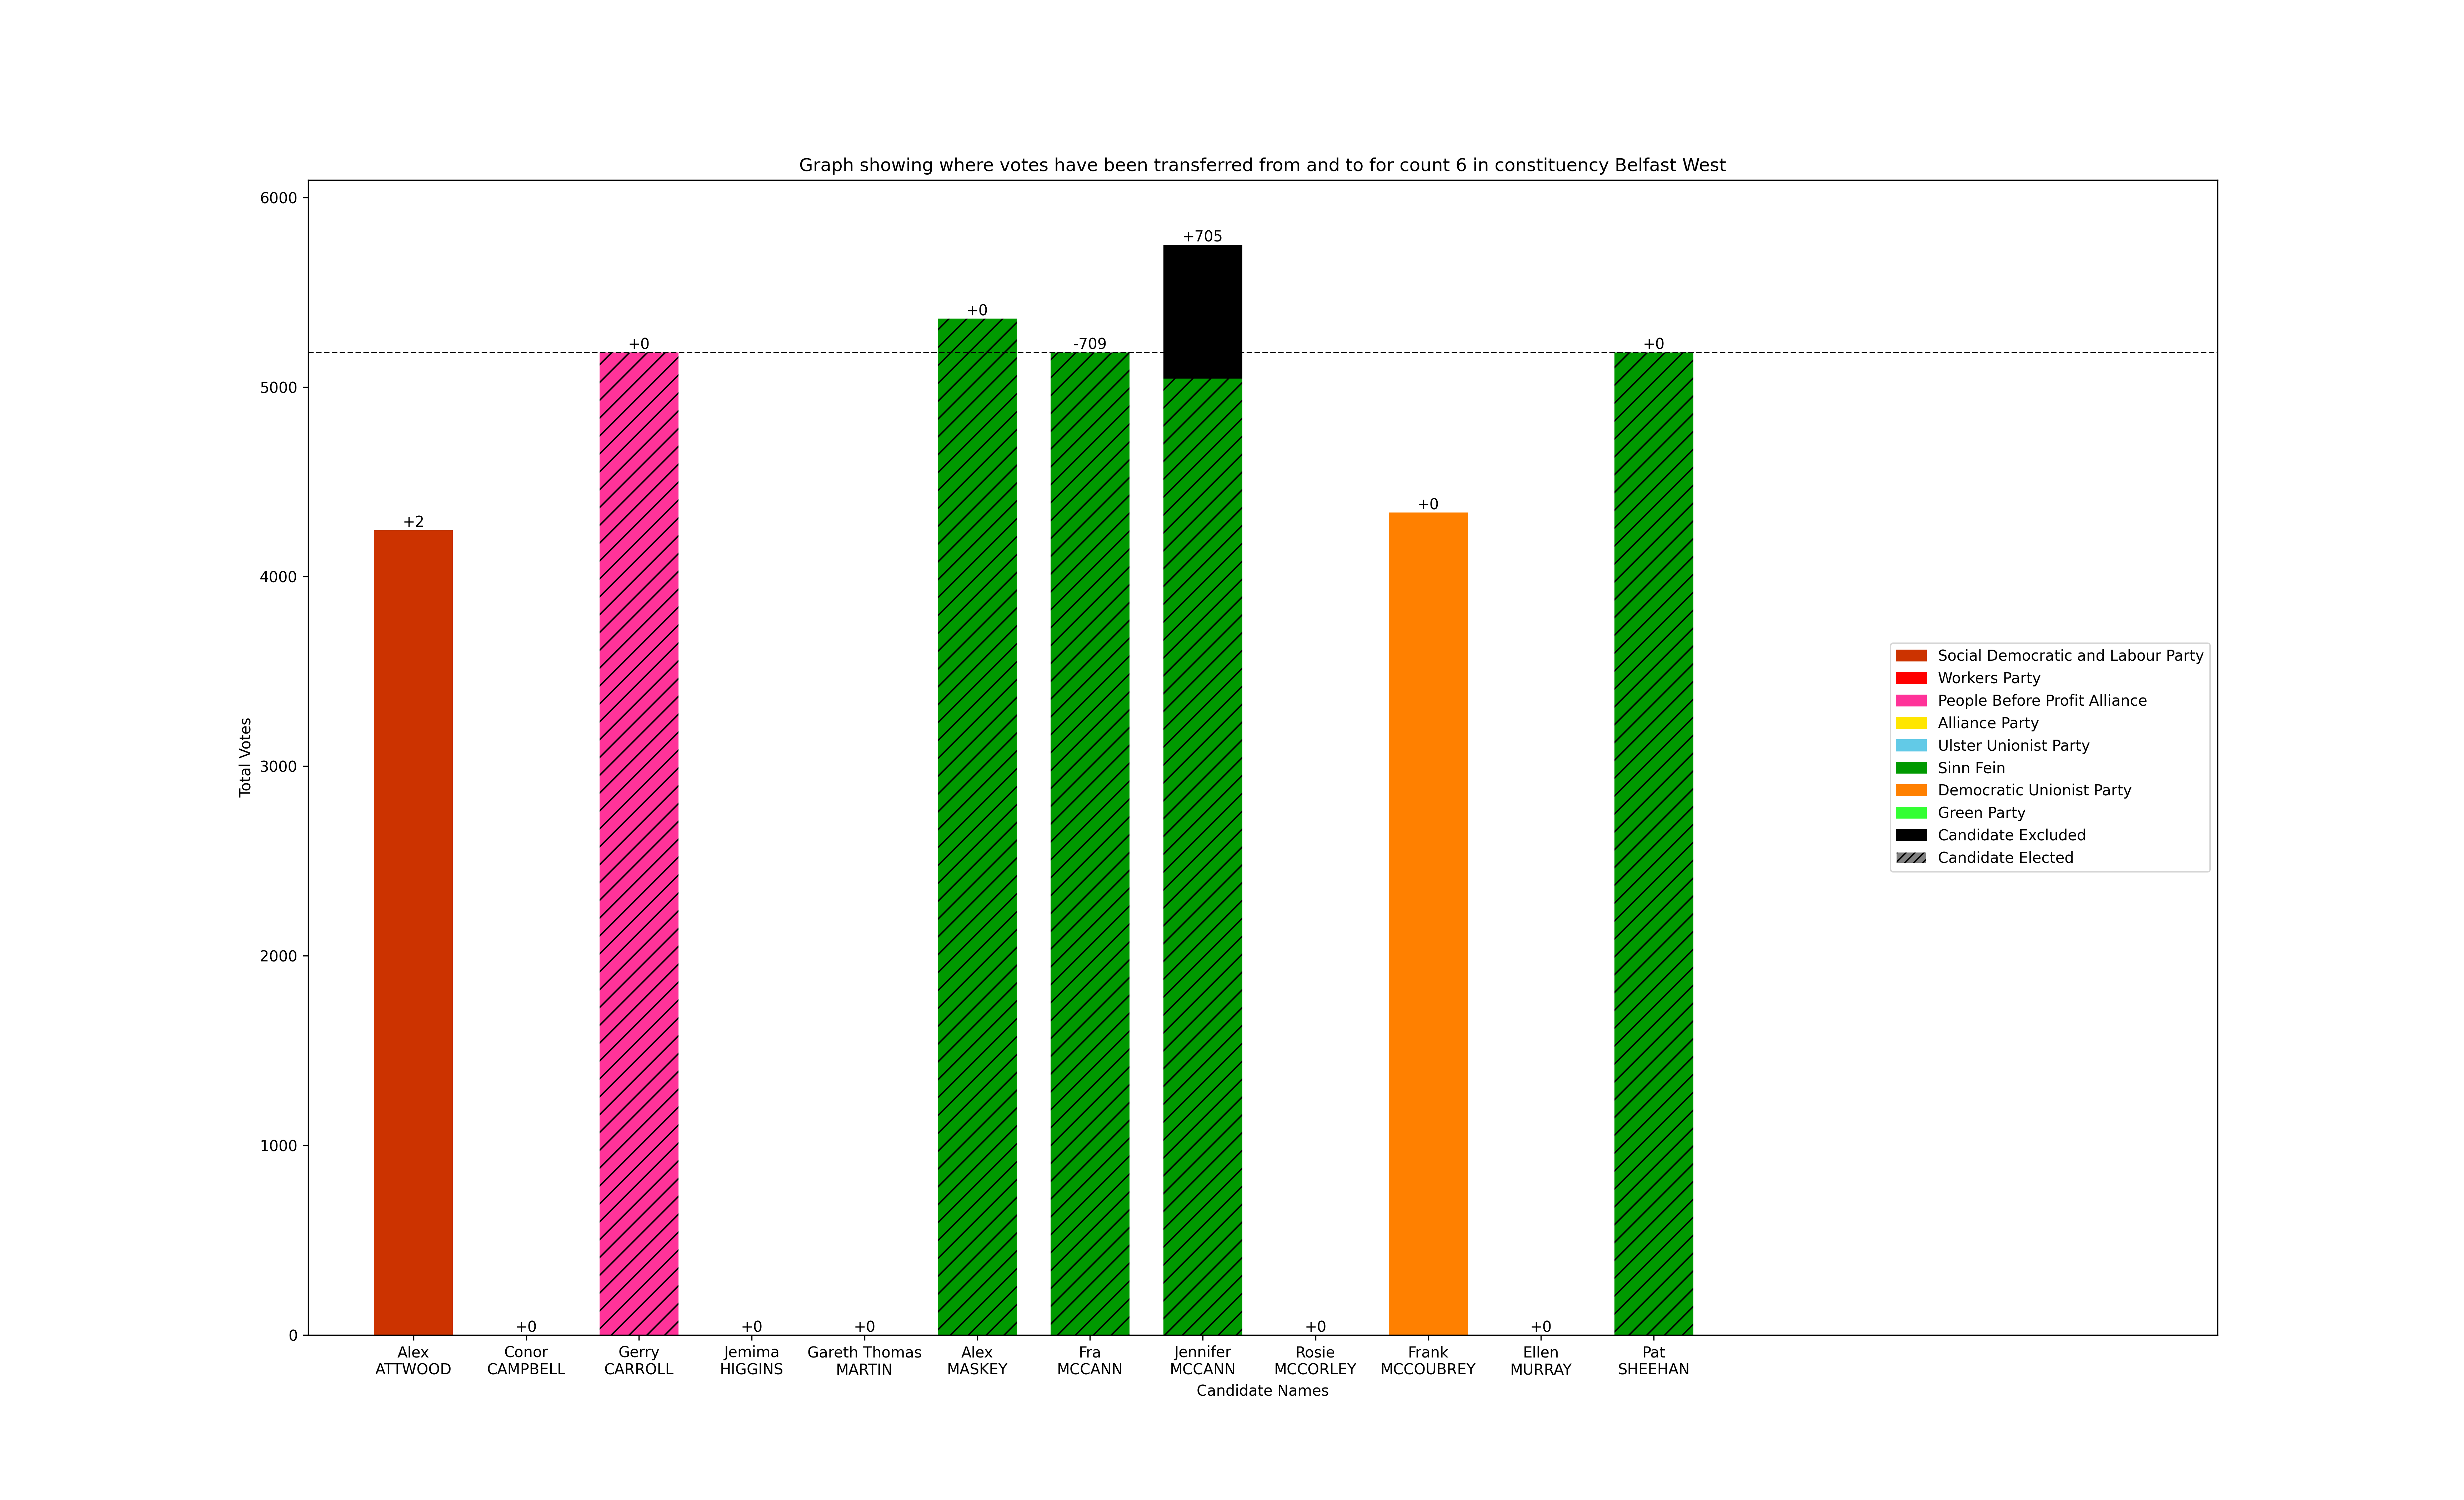 Graph showing where votes have been transferred from and to for count 6 in constituency Belfast West
Total Votes
6000
5000
4000
3000
2000
1000
0
+2
+0
+0
+0
+0
+0
-709
+705
+0
+0
+0
+0
Alex
ATTWOOD
Conor
CAMPBELL
Gerry
CARROLL
Jemima
HIGGINS
Gareth Thomas
MARTIN
Alex
MASKEY
Fra
MCCANN
Jennifer
MCCANN
Rosie
MCCORLEY
Frank
MCCOUBREY
Ellen
MURRAY
Pat
SHEEHAN
Candidate Names
Social Democratic and Labour Party
Workers Party
People Before Profit Alliance
Alliance Party
Ulster Unionist Party
Sinn Fein
Democratic Unionist Party
Green Party
Candidate Excluded
Candidate Elected